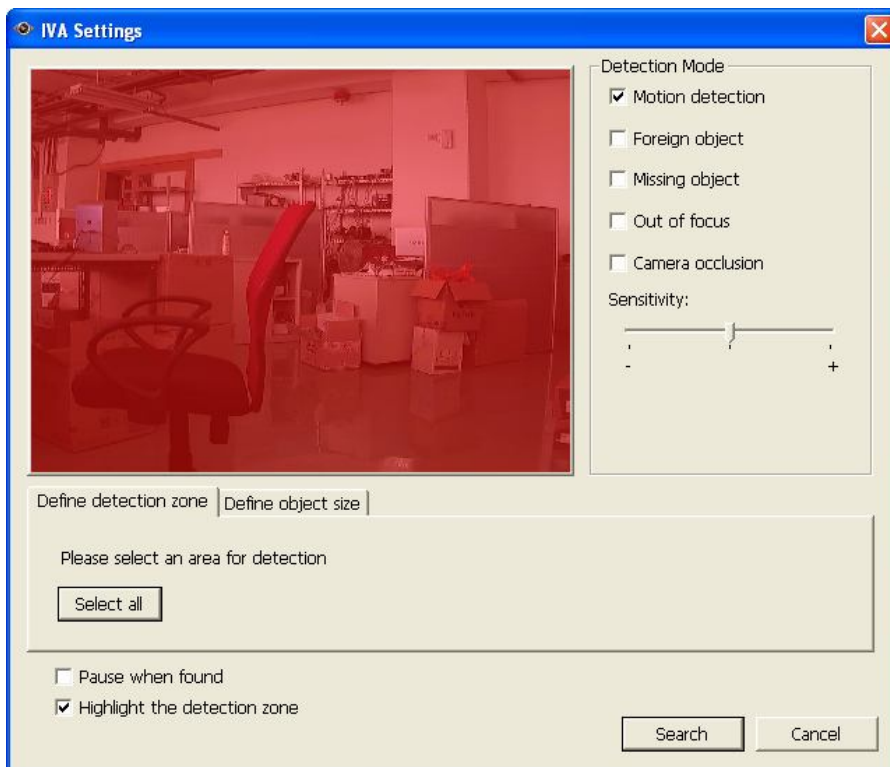 IVA Settings
Detection Mode
Motion detection
Foreign object
Missing object
Out of focus
Camera occlusion
Sensitivity:
- +
Define detection zone
Define object size
Please select an area for detection
Select all
Pause when found
Highlight the detection zone
Search
Cancel